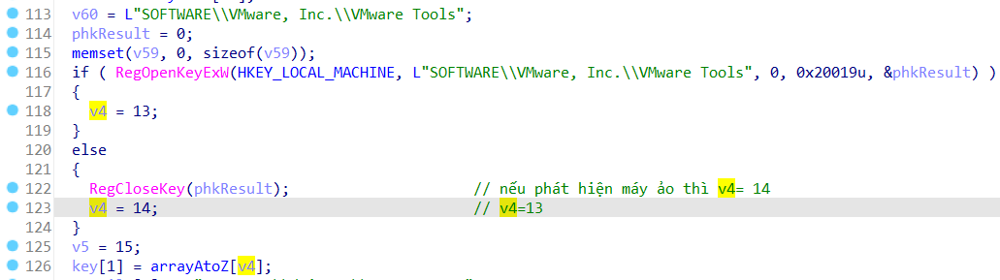 113 v60 = L"SOFTWARE\\VMware, Inc.\\VMware Tools";
114 phkResult = 0;
115 memset(v59, 0, sizeof(v59));
116 if ( RegOpenKeyExW(HKEY_LOCAL_MACHINE, L"SOFTWARE\\VMware, Inc.\\VMware Tools", 0, 0x20019u, &phkResult) )
117 {
118 v4 = 13;
119 }
120 else
121 {
122 RegCloseKey(phkResult); // nếu phát hiện máy ảo thì v4= 14
123 v4 = 14; // v4=13
124 }
125 v5 = 15;
126 key[1] = arrayAtoZ[v4];